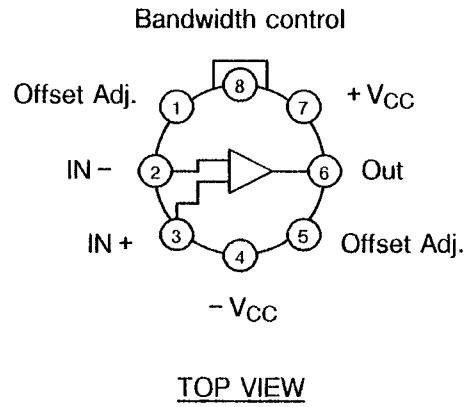 Bandwidth control
Offset Adj. 1 8 7 + VCC
IN − 2 6 Out
IN + 3 4 5 Offset Adj.
− VCC
TOP VIEW